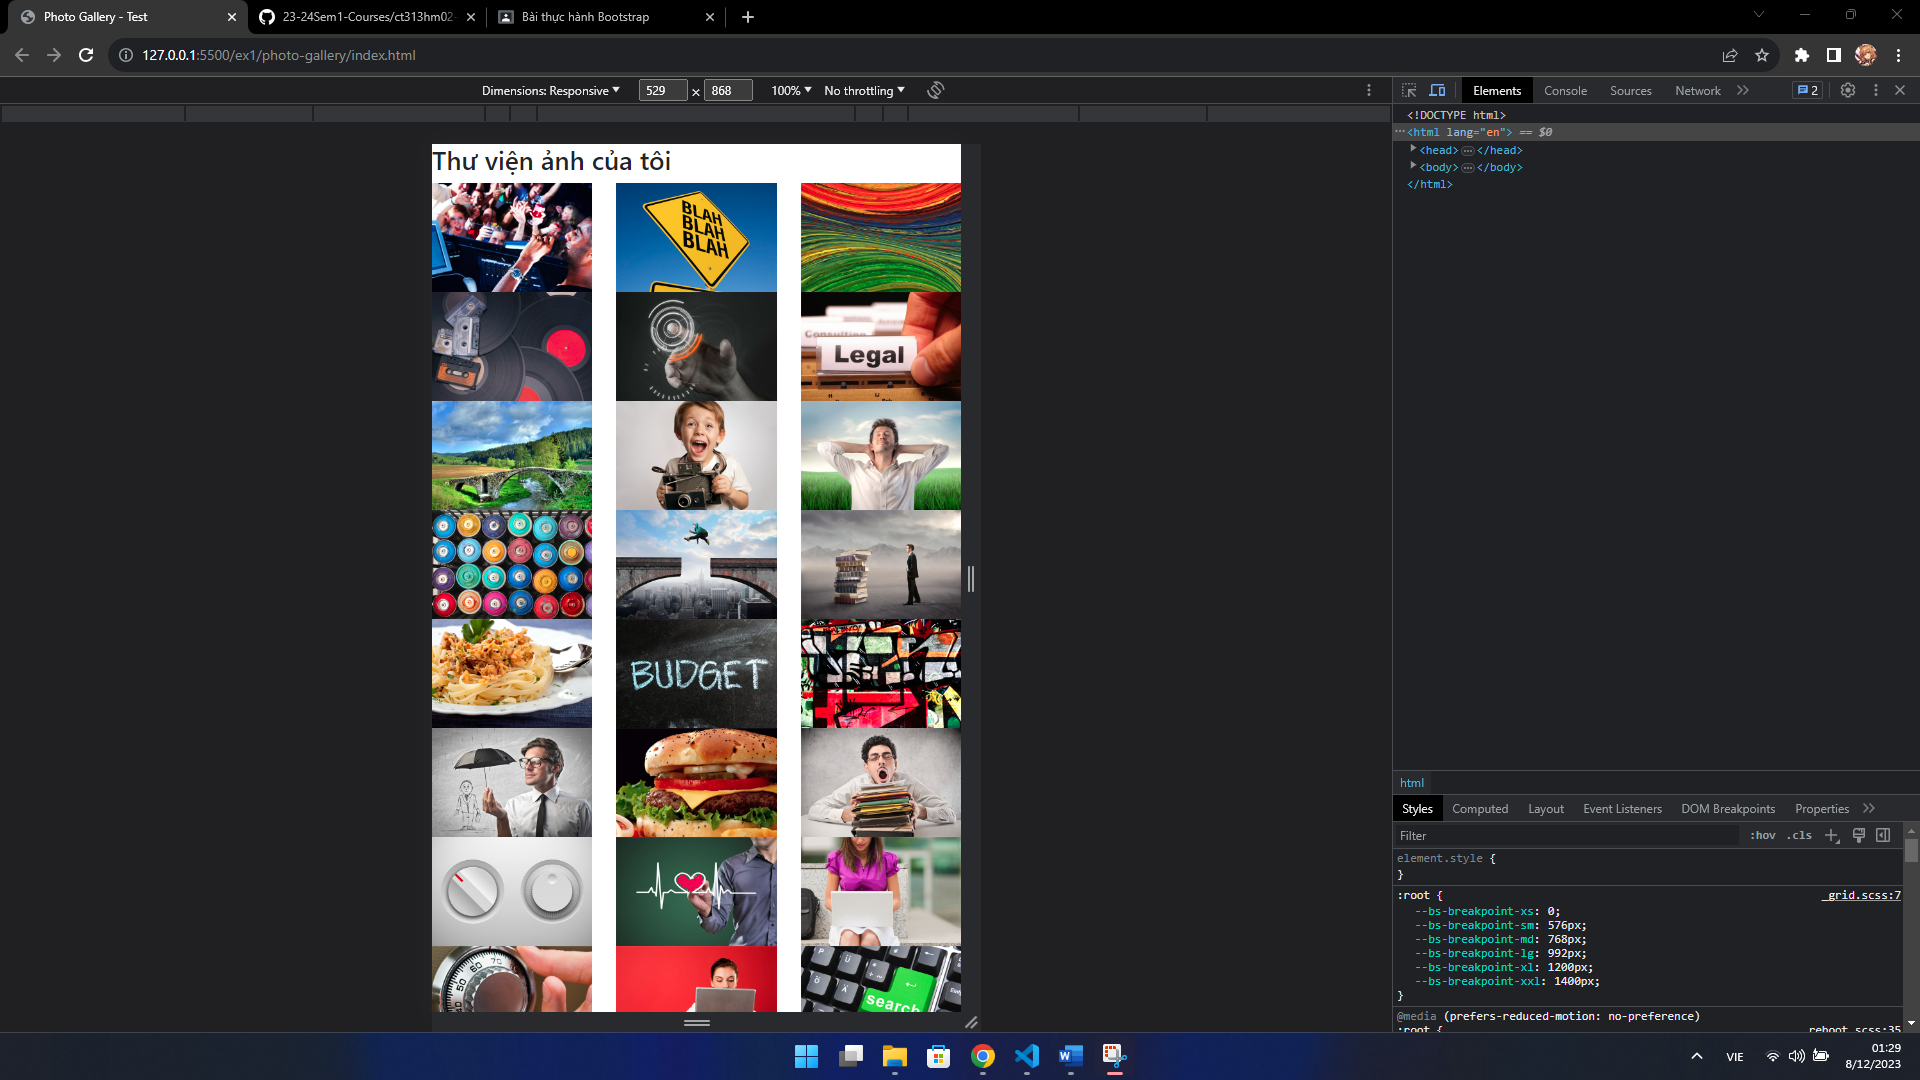 Photo Gallery - Test
23-24Sem1-Courses/ct313hm02-
Bài thực hành Bootstrap
127.0.0.1:5500/ex1/photo-gallery/index.html
Dimensions: Responsive 529 × 868 100% No throttling
Elements Console Sources Network 2
<!DOCTYPE html>
<html lang="en"> == $0
<head> </head>
<body> </body>
</html>
Thư viện ảnh của tôi
BLAH
BLAH
BLAH
Consulting
Legal
BUDGET
search
html
Styles Computed Layout Event Listeners DOM Breakpoints Properties
Filter :hov .cls
element.style {
}
:root { _grid.scss:7
--bs-breakpoint-xs: 0;
--bs-breakpoint-sm: 576px;
--bs-breakpoint-md: 768px;
--bs-breakpoint-lg: 992px;
--bs-breakpoint-xl: 1200px;
--bs-breakpoint-xxl: 1400px;
}
@media (prefers-reduced-motion: no-preference)
:root { reboot.scss:35
VIE
01:29
8/12/2023